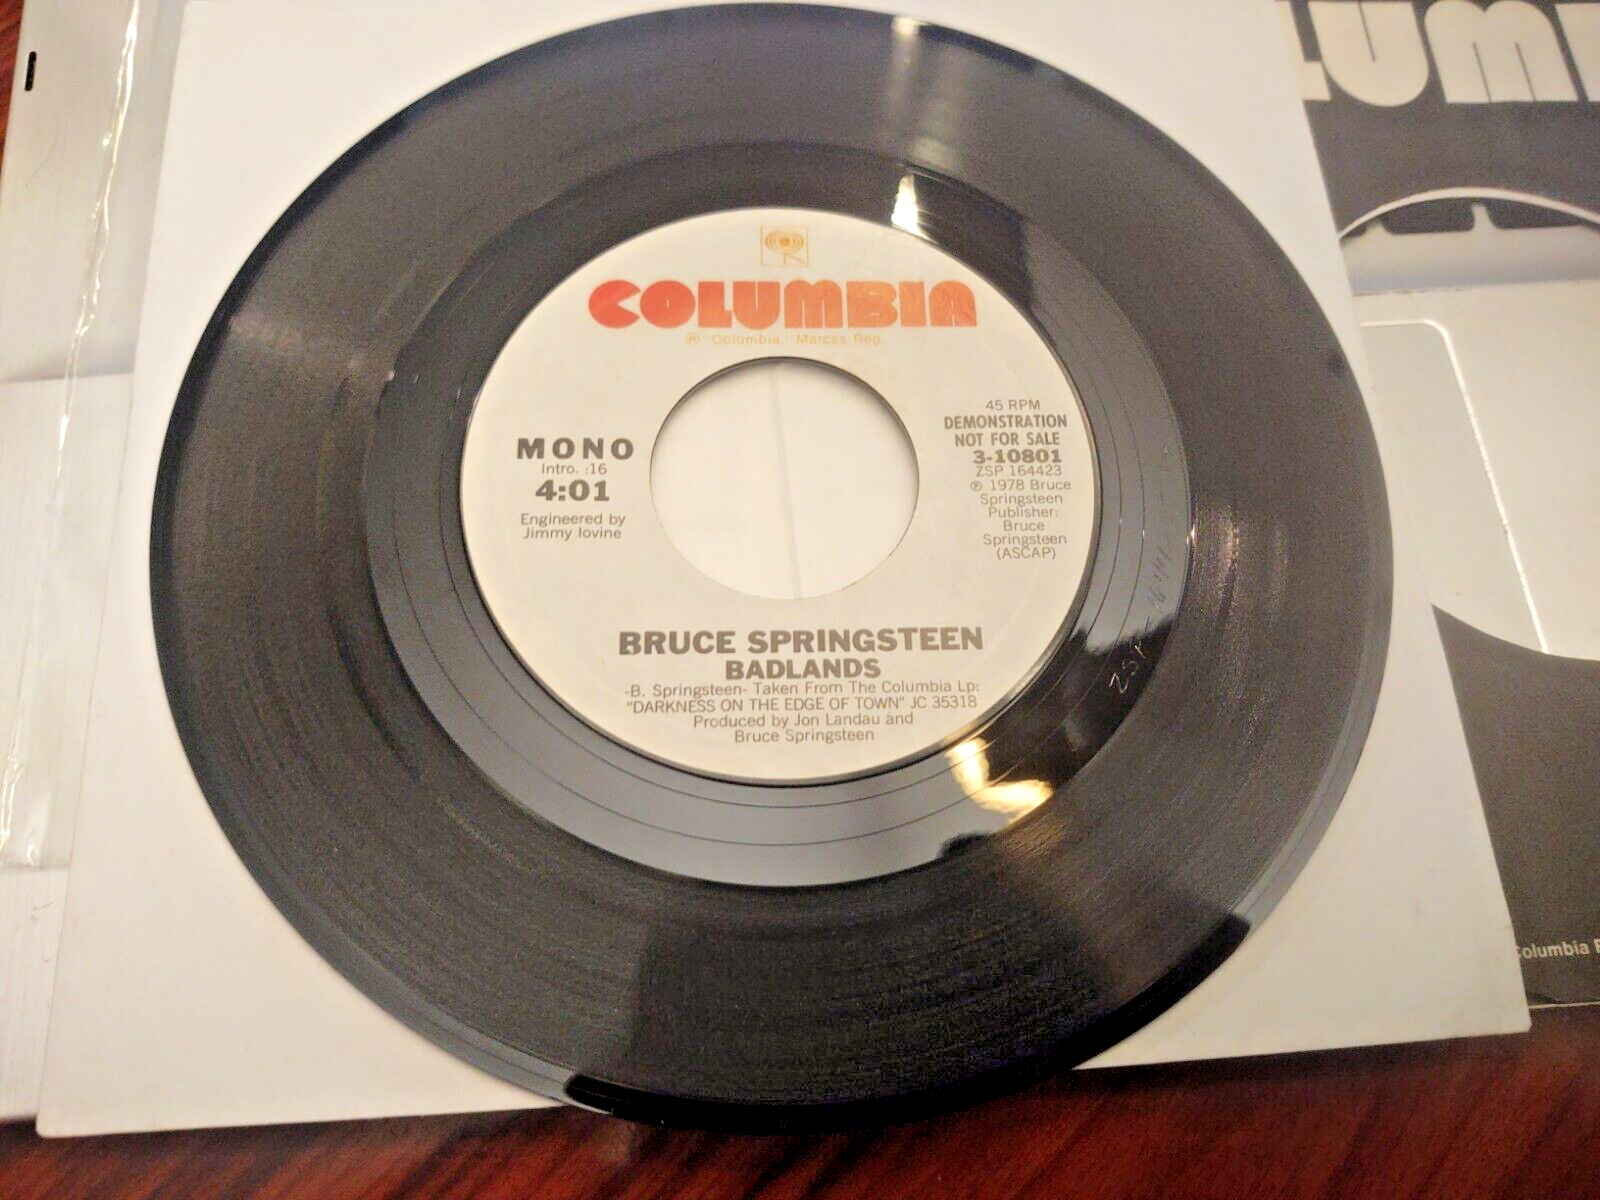 COLUMBIA
® "Columbia," Marcas Reg.
MONO
Intro. :16
4:01
Engineered by
Jimmy Iovine
45 RPM
DEMONSTRATION
NOT FOR SALE
3-10801
ZSP 164423
℗ 1978 Bruce
Springsteen
Publisher:
Bruce
Springsteen
(ASCAP)
BRUCE SPRINGSTEEN
BADLANDS
-B. Springsteen- Taken From The Columbia Lp:
"DARKNESS ON THE EDGE OF TOWN" JC 35318
Produced by Jon Landau and
Bruce Springsteen
ZSP
LUM
Columbia